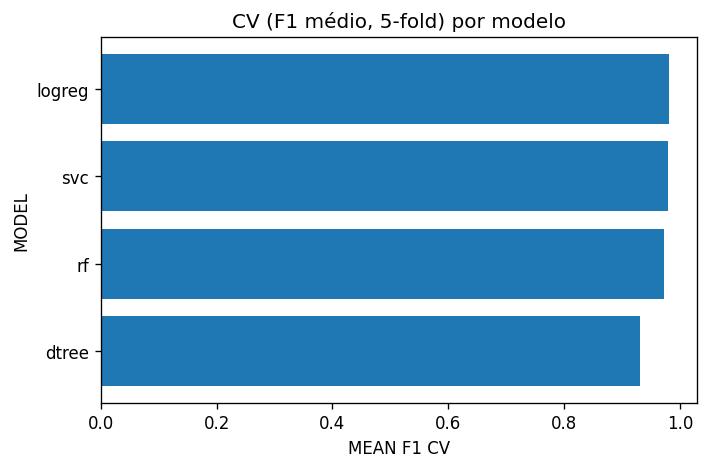 CV (F1 médio, 5-fold) por modelo
MODEL
logreg
svc
rf
dtree
0.0 0.2 0.4 0.6 0.8 1.0
MEAN F1 CV